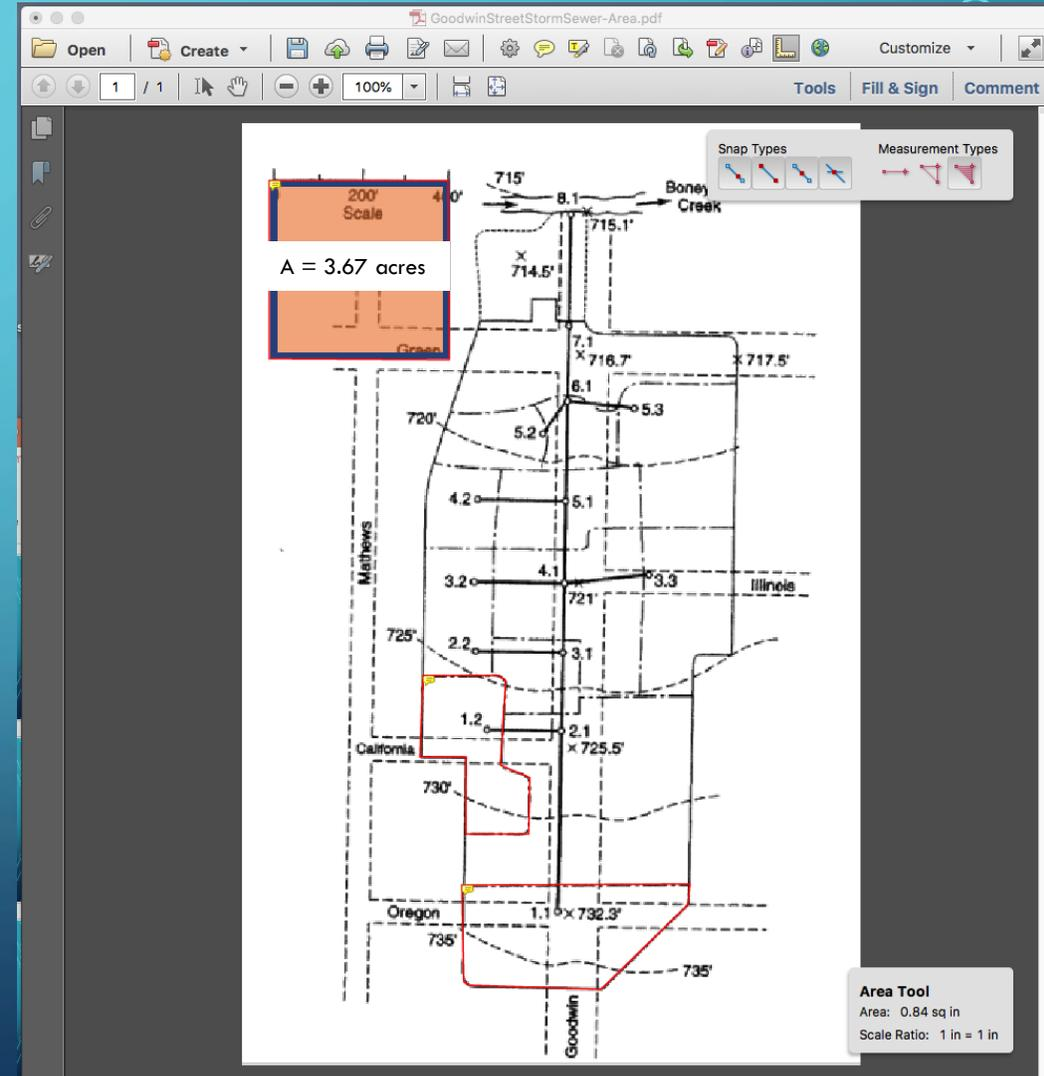 GoodwinStreetStormSewer-Area.pdf
Open
Create
Customize
1 / 1
100%
Tools
Fill & Sign
Comment
Snap Types
Measurement Types
200'
Scale
A = 3.67 acres
Green
715'
8.1
Boney
Creek
715.1'
714.5'
7.1
716.7'
717.5'
6.1
5.3
5.2
720'
4.2
5.1
Mathews
4.1
3.2
3.3
721'
Illinois
725'
2.2
3.1
1.2
2.1
California
725.5'
730'
Oregon
1.1
732.3'
735'
735'
Goodwin
Area Tool
Area: 0.84 sq in
Scale Ratio: 1 in = 1 in